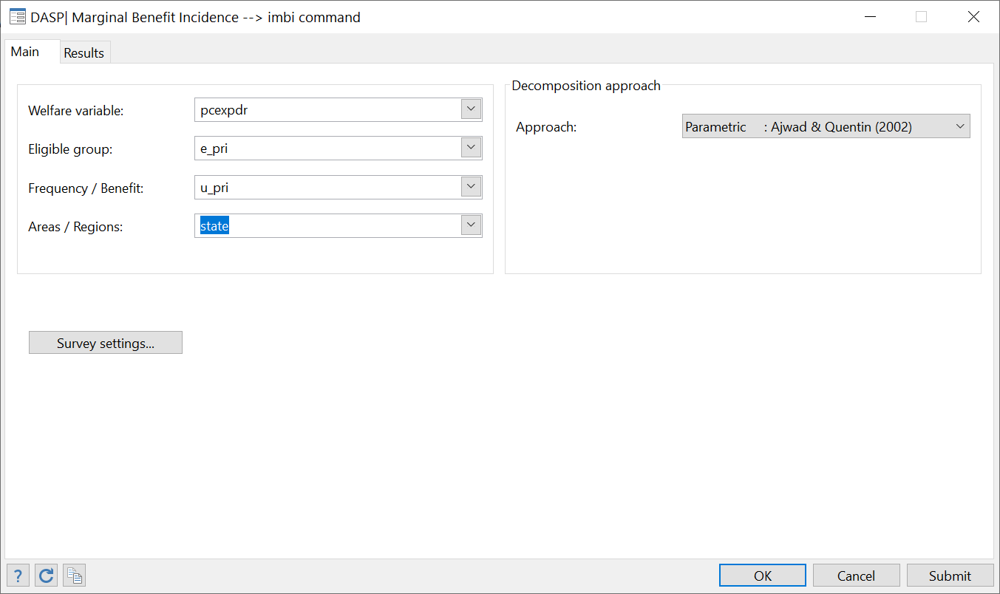 DASP| Marginal Benefit Incidence --> imbi command
Main
Results
Welfare variable:
pcexpdr
Eligible group:
e_pri
Frequency / Benefit:
u_pri
Areas / Regions:
state
Decomposition approach
Approach:
Parametric : Ajwad & Quentin (2002)
Survey settings...
?
OK
Cancel
Submit